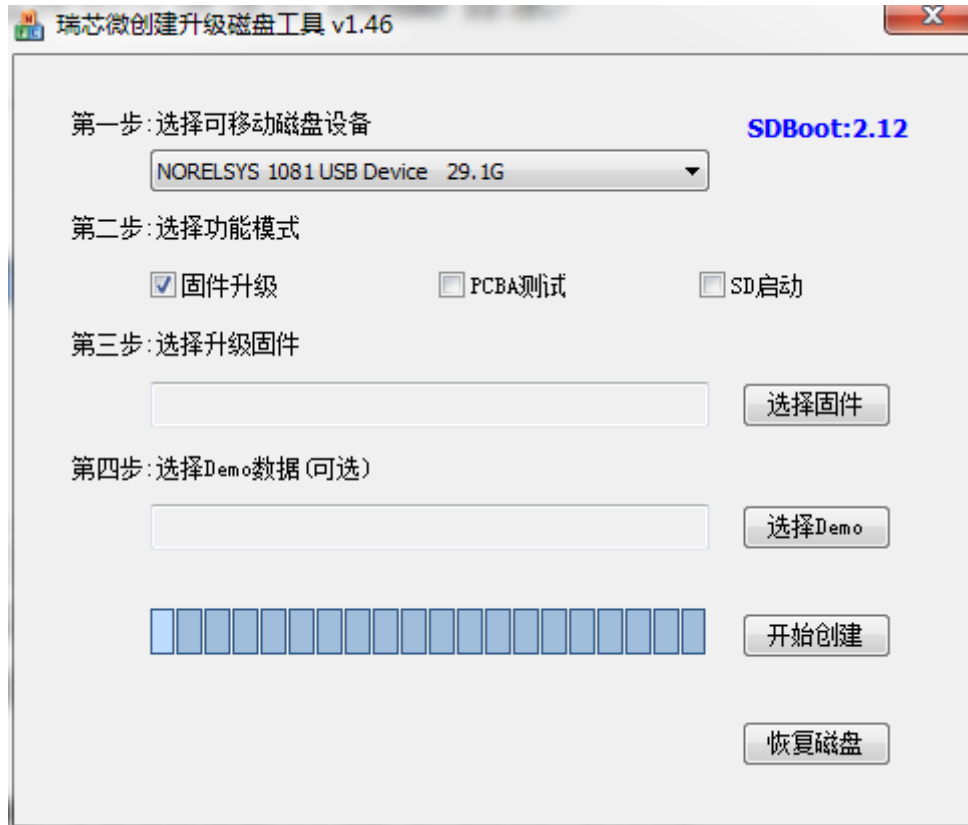 瑞芯微创建升级磁盘工具 v1.46
第一步:选择可移动磁盘设备
SDBoot:2.12
NORELSYS 1081 USB Device 29.1G
第二步:选择功能模式
固件升级 PCBA测试 SD启动
第三步:选择升级固件
选择固件
第四步:选择Demo数据(可选)
选择Demo
开始创建
恢复磁盘